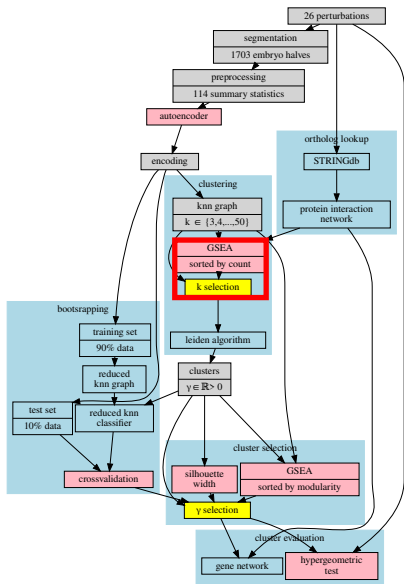 26 perturbations
segmentation
1703 embryo halves
preprocessing
114 summary statistics
autoencoder
ortholog lookup
encoding
STRINGdb
clustering
knn graph
k ∈ {3,4,...,50}
protein interaction
network
GSEA
sorted by count
k selection
bootsrapping
training set
90% data
leiden algorithm
reduced
knn graph
clusters
γ∈ℝ> 0
test set
10% data
reduced knn
classifier
cluster selection
crossvalidation
silhouette
width
GSEA
sorted by modularity
γ selection
cluster evaluation
gene network
hypergeometric
test